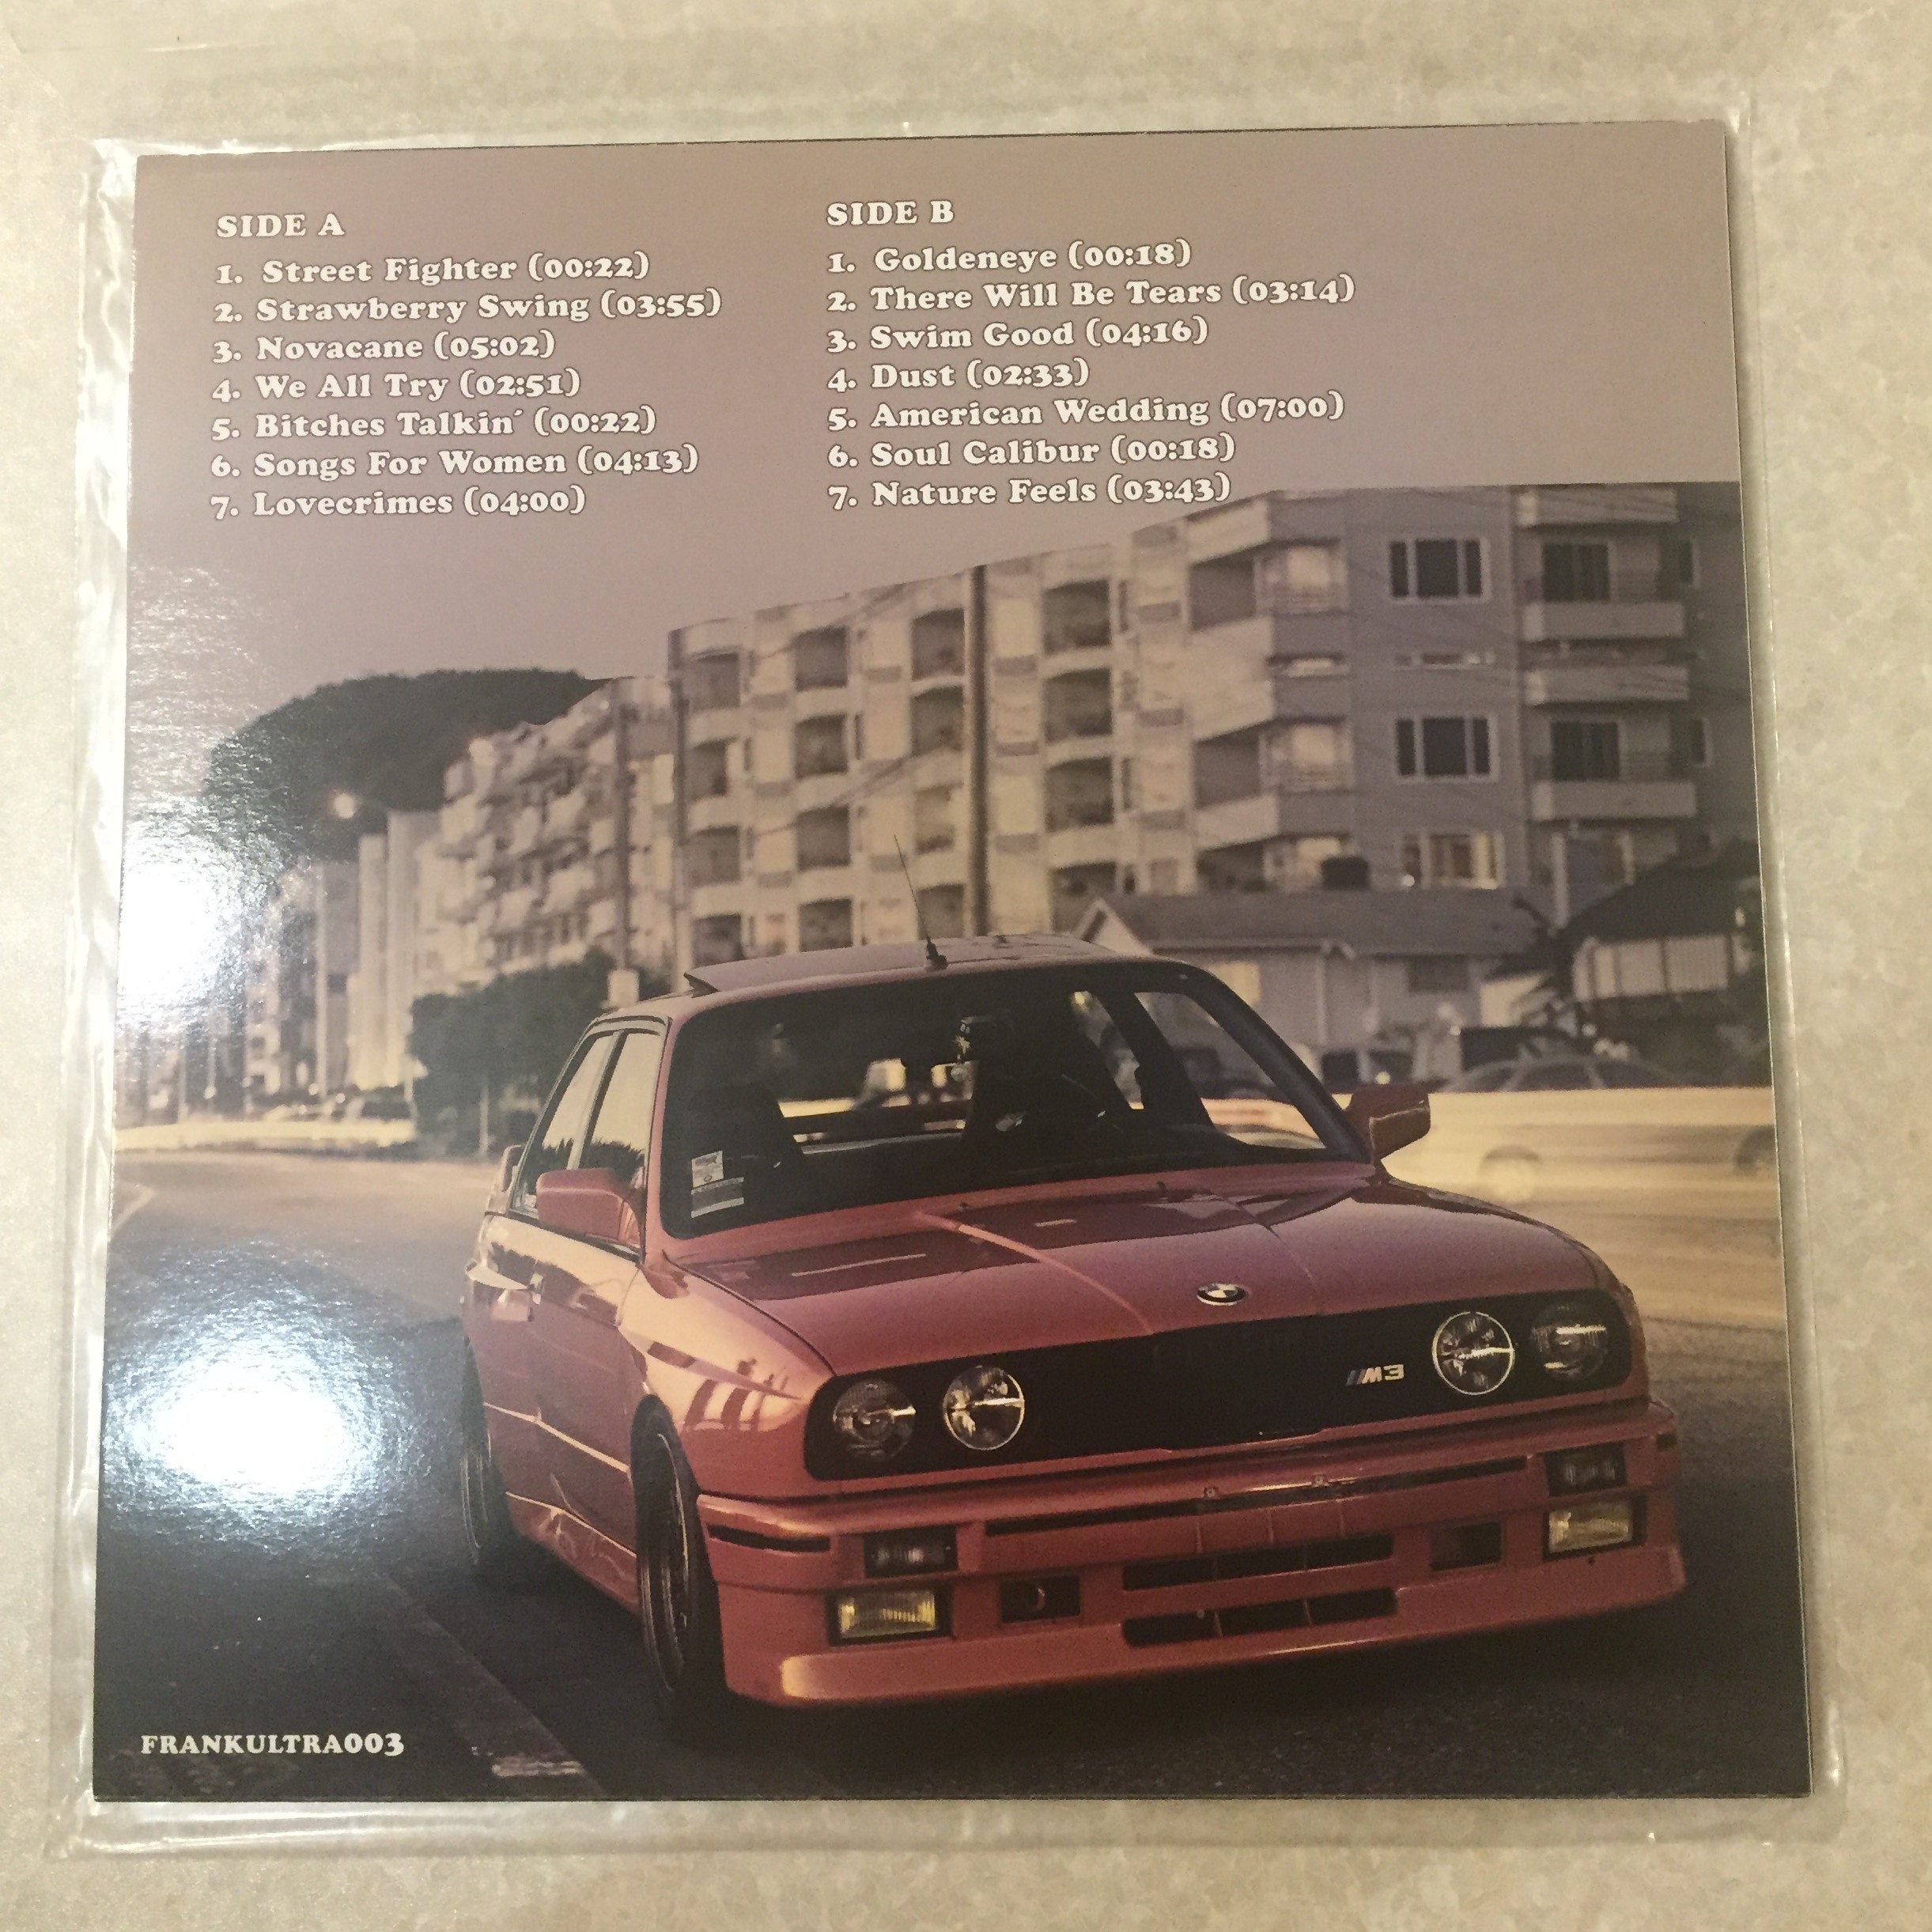 SIDE A
1. Street Fighter (00:22)
2. Strawberry Swing (03:55)
3. Novacane (05:02)
4. We All Try (02:51)
5. Bitches Talkin´ (00:22)
6. Songs For Women (04:13)
7. Lovecrimes (04:00)
SIDE B
1. Goldeneye (00:18)
2. There Will Be Tears (03:14)
3. Swim Good (04:16)
4. Dust (02:33)
5. American Wedding (07:00)
6. Soul Calibur (00:18)
7. Nature Feels (03:43)
M3
FRANKULTRA003